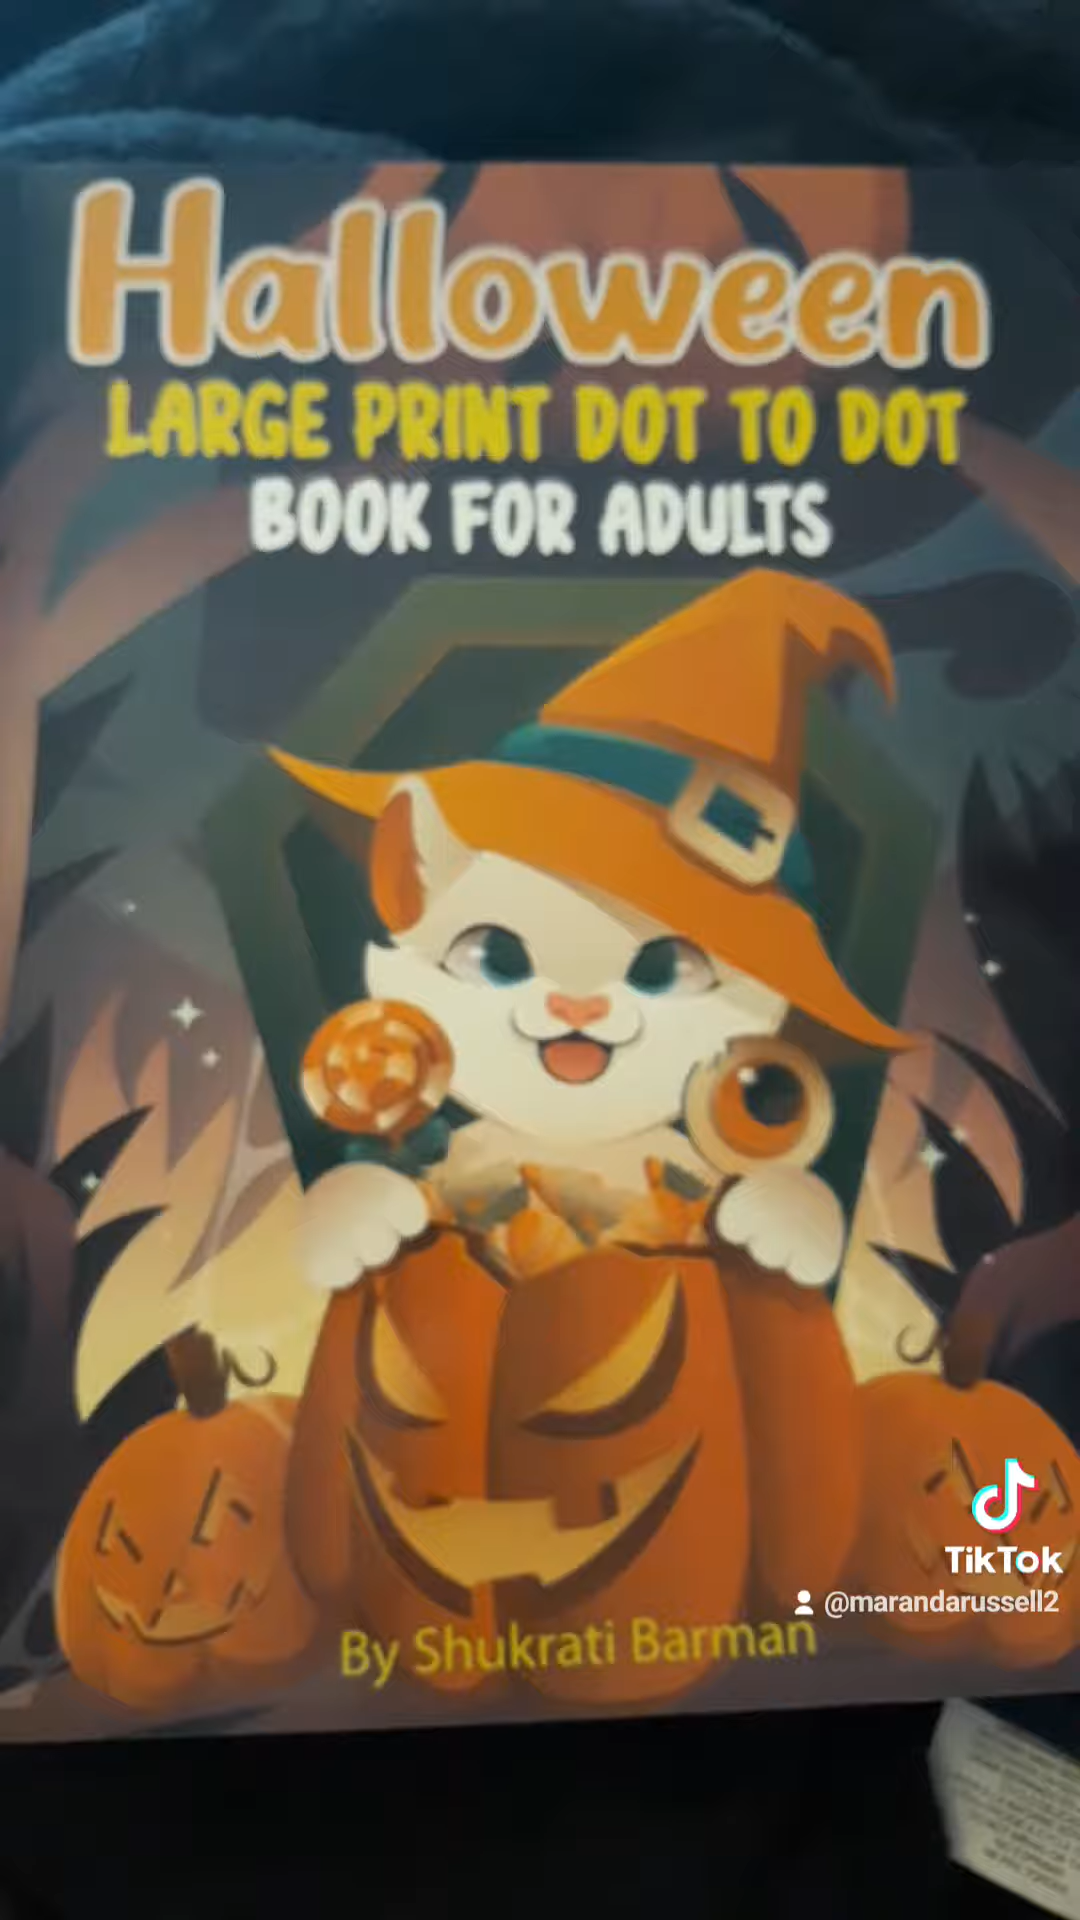 Halloween
LARGE PRINT DOT TO DOT
BOOK FOR ADULTS
TikTok
@marandarussell2
By Shukrati Barman